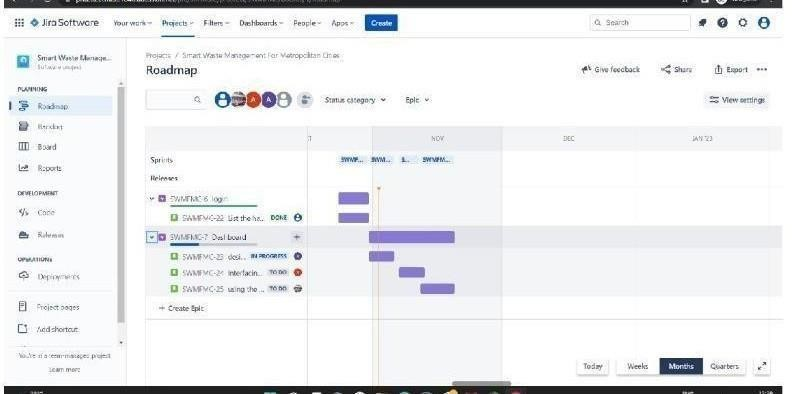 Jira Software
Your work
Projects
Filters
Dashboards
People
Apps
Create
Search
Smart Waste Manage...
Software project
Projects / Smart Waste Management For Metropolitan Cities
Roadmap
Give feedback
Share
Export
Status category
Epic
View settings
PLANNING
Roadmap
Backlog
Board
Reports
DEVELOPMENT
Code
Releases
OPERATIONS
Deployments
Project pages
Add shortcut
You're in a team-managed project
Learn more
NOV
DEC
JAN '23
Sprints
SWMF...
SWM...
S...
SWMFM...
Releases
SWMFMC-6 login
SWMFMC-22 List the ha... DONE
SWMFMC-7 Dashboard
SWMFMC-23 desi... IN PROGRESS
SWMFMC-24 Interfacin... TO DO
SWMFMC-25 using the ... TO DO
+ Create Epic
Today
Weeks
Months
Quarters